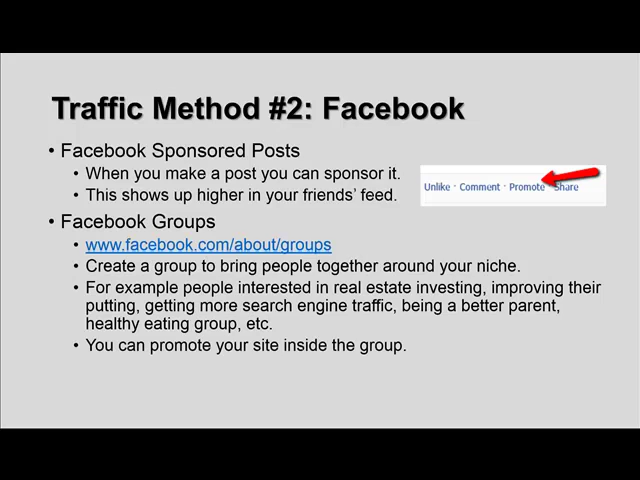 Traffic Method #2: Facebook
• Facebook Sponsored Posts
• When you make a post you can sponsor it.
• This shows up higher in your friends' feed.
Unlike · Comment · Promote · Share
• Facebook Groups
• www.facebook.com/about/groups
• Create a group to bring people together around your niche.
• For example people interested in real estate investing, improving their
putting, getting more search engine traffic, being a better parent,
healthy eating group, etc.
• You can promote your site inside the group.